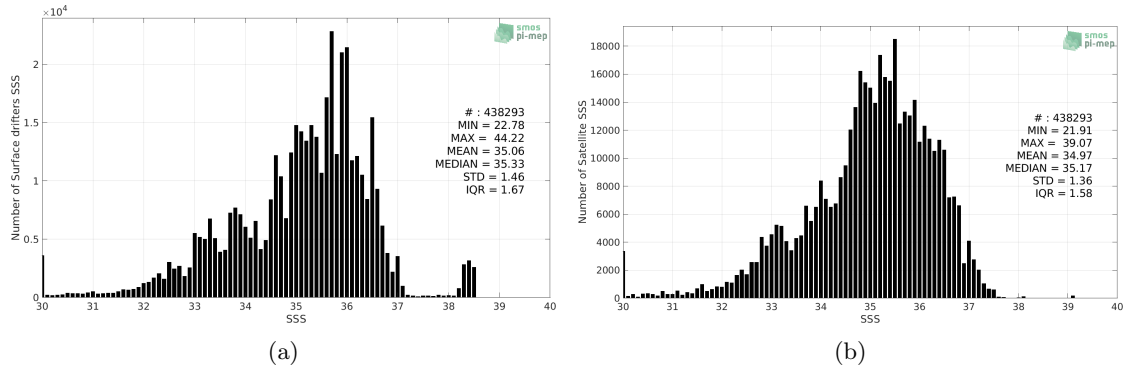 ×10⁴
smos
pi-mep
2
1.5
1
0.5
0
Number of Surface drifters SSS
# : 438293
MIN = 22.78
MAX = 44.22
MEAN = 35.06
MEDIAN = 35.33
STD = 1.46
IQR = 1.67
30 31 32 33 34 35 36 37 38 39 40
SSS
(a)
smos
pi-mep
18000
16000
14000
12000
10000
8000
6000
4000
2000
0
Number of Satellite SSS
# : 438293
MIN = 21.91
MAX = 39.07
MEAN = 34.97
MEDIAN = 35.17
STD = 1.36
IQR = 1.58
30 31 32 33 34 35 36 37 38 39 40
SSS
(b)